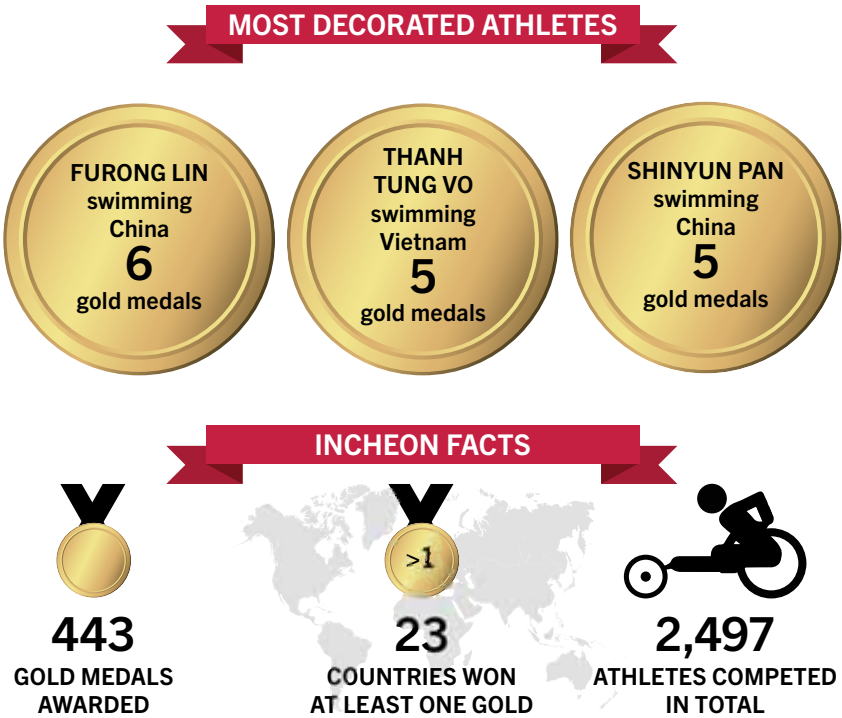 MOST DECORATED ATHLETES
FURONG LIN
swimming
China
6
gold medals
THANH
TUNG VO
swimming
Vietnam
5
gold medals
SHINYUN PAN
swimming
China
5
gold medals
INCHEON FACTS
443
GOLD MEDALS
AWARDED
>1
23
COUNTRIES WON
AT LEAST ONE GOLD
2,497
ATHLETES COMPETED
IN TOTAL